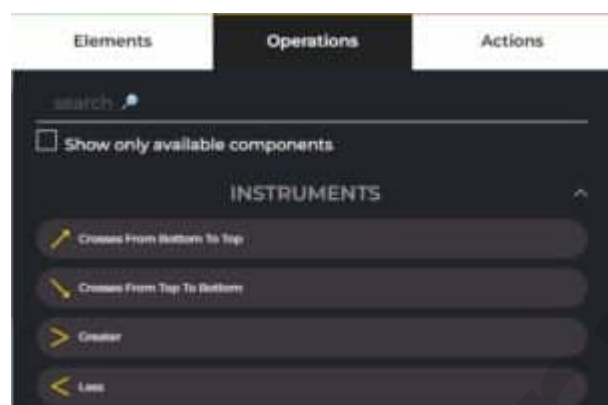 Elements Operations Actions
search
Show only available components
INSTRUMENTS
Crosses From Bottom To Top
Crosses From Top To Bottom
Greater
Less